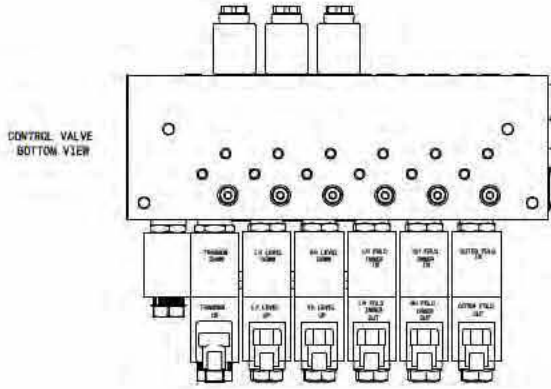 CONTROL VALVE
BOTTOM VIEW
DOWN
LH LEVEL
DOWN
RH LEVEL
DOWN
LH FOLD
INNER
IN
RH FOLD
INNER
IN
OUTER FOLD
IN
UP
LH LEVEL
UP
RH LEVEL
UP
LH FOLD
INNER
OUT
RH FOLD
INNER
OUT
OUTER FOLD
OUT